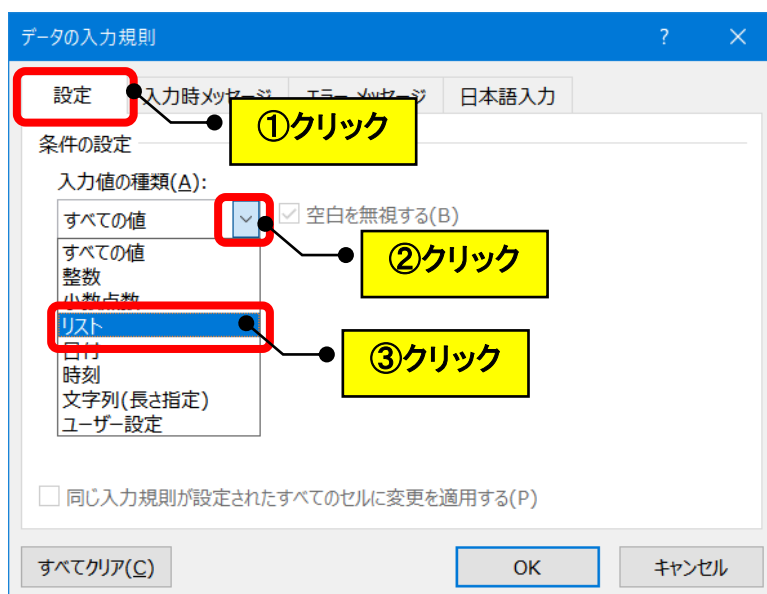 データの入力規則
設定 入力時メッセージ エラー メッセージ 日本語入力
①クリック
条件の設定
入力値の種類(A):
すべての値 空白を無視する(B)
②クリック
すべての値
整数
小数点数
リスト
日付
③クリック
時刻
文字列(長さ指定)
ユーザー設定
同じ入力規則が設定されたすべてのセルに変更を適用する(P)
すべてクリア(C) OK キャンセル